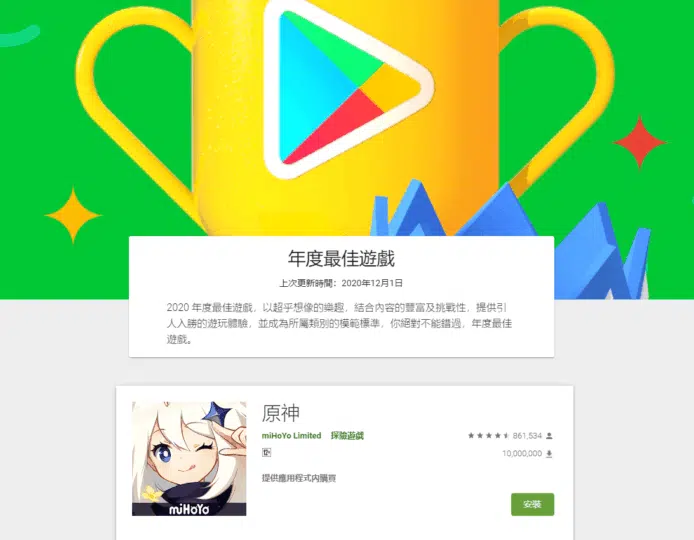 年度最佳遊戲
上次更新時間：2020年12月1日
2020 年度最佳遊戲，以超乎想像的樂趣，結合內容的豐富及挑戰性，提供引
人入勝的遊玩體驗，並成為所屬類別的模範標準，你絕對不能錯過，年度最佳
遊戲。
原神
miHoYo Limited 探險遊戲
861,534
10,000,000
提供應用程式內購買
安裝
miHoYo